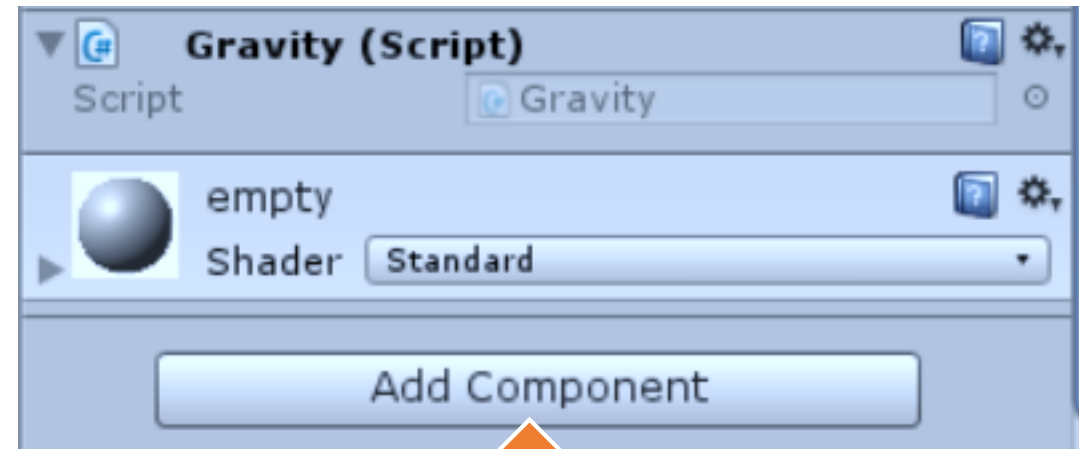 Gravity (Script)
Script Gravity
empty
Shader Standard
Add Component